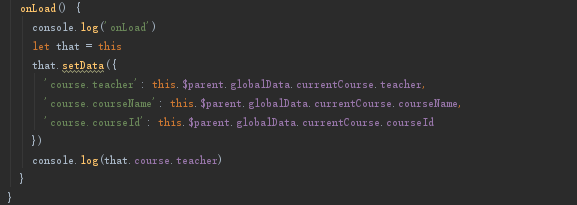 onLoad() {
console.log('onLoad')
let that = this
that.setData({
'course.teacher': this.$parent.globalData.currentCourse.teacher,
'course.courseName': this.$parent.globalData.currentCourse.courseName,
'course.courseId': this.$parent.globalData.currentCourse.courseId
})
console.log(that.course.teacher)
}
}